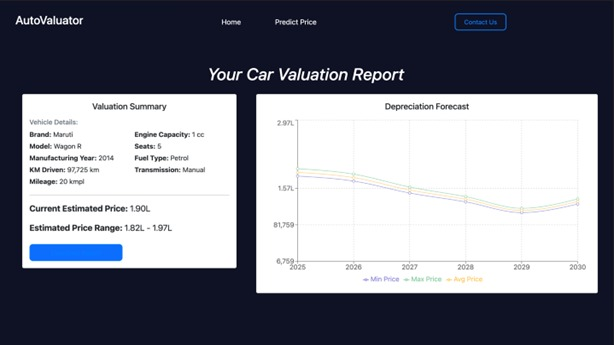 AutoValuator
Home
Predict Price
Contact Us
Your Car Valuation Report
Valuation Summary
Vehicle Details:
Brand: Maruti
Engine Capacity: 1 cc
Model: Wagon R
Seats: 5
Manufacturing Year: 2014
Fuel Type: Petrol
KM Driven: 97,725 km
Transmission: Manual
Mileage: 20 kmpl
Current Estimated Price: 1.90L
Estimated Price Range: 1.82L - 1.97L
Depreciation Forecast
2.97L
1.57L
81,759
6,759
2025 2026 2027 2028 2029 2030
Min Price Max Price Avg Price